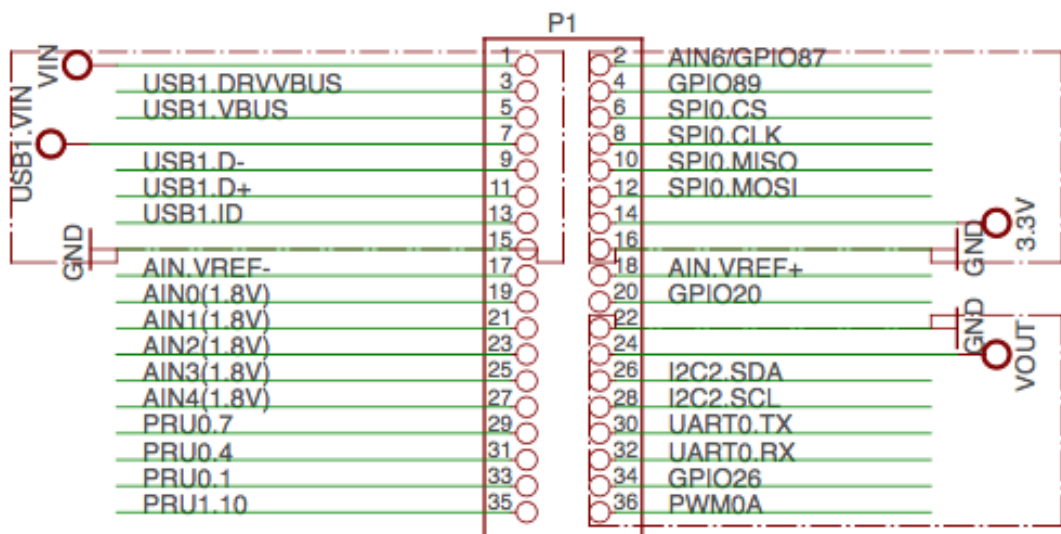 P1
VIN 1 2 AIN6/GPIO87
USB1.DRVVBUS 3 4 GPIO89
USB1.VBUS 5 6 SPI0.CS
USB1.VIN 7 8 SPI0.CLK
USB1.D- 9 10 SPI0.MISO
USB1.D+ 11 12 SPI0.MOSI
USB1.ID 13 14 3.3V
GND 15 16 GND
AIN.VREF- 17 18 AIN.VREF+
AIN0(1.8V) 19 20 GPIO20
AIN1(1.8V) 21 22 GND
AIN2(1.8V) 23 24 VOUT
AIN3(1.8V) 25 26 I2C2.SDA
AIN4(1.8V) 27 28 I2C2.SCL
PRU0.7 29 30 UART0.TX
PRU0.4 31 32 UART0.RX
PRU0.1 33 34 GPIO26
PRU1.10 35 36 PWM0A